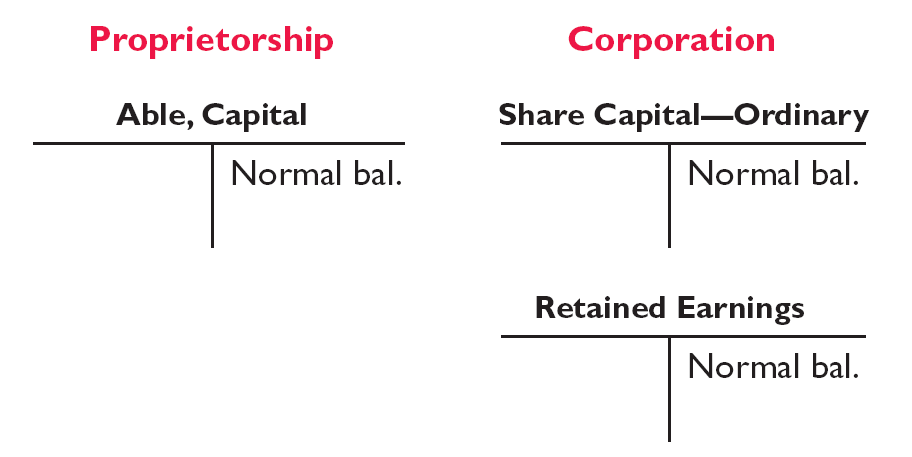 Proprietorship
Able, Capital
Normal bal.
Corporation
Share Capital—Ordinary
Normal bal.
Retained Earnings
Normal bal.